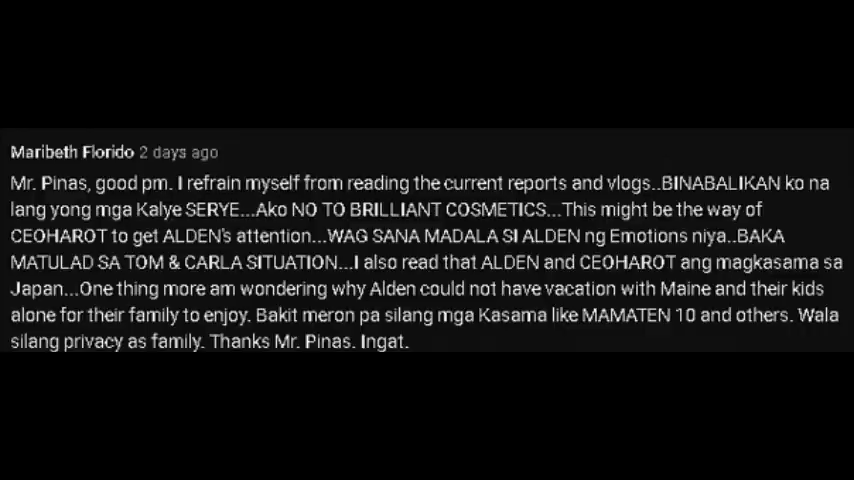 Maribeth Florido 2 days ago
Mr. Pinas, good pm. I refrain myself from reading the current reports and vlogs..BINABALIKAN ko na
lang yong mga Kalye SERYE...Ako NO TO BRILLIANT COSMETICS...This might be the way of
CEOHAROT to get ALDEN's attention...WAG SANA MADALA SI ALDEN ng Emotions niya..BAKA
MATULAD SA TOM & CARLA SITUATION...I also read that ALDEN and CEOHAROT ang magkasama sa
Japan...One thing more am wondering why Alden could not have vacation with Maine and their kids
alone for their family to enjoy. Bakit meron pa silang mga Kasama like MAMATEN 10 and others. Wala
silang privacy as family. Thanks Mr. Pinas. Ingat.